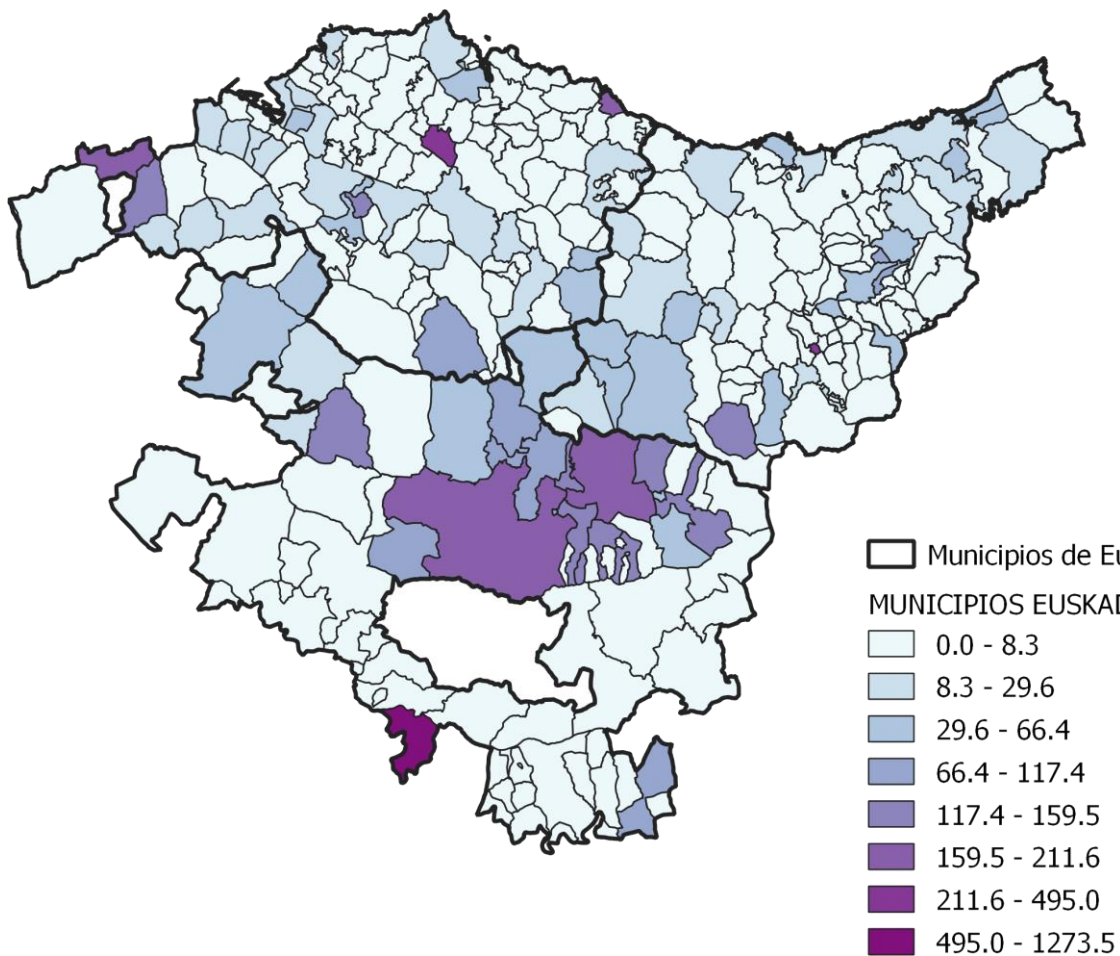 Municipios de Eu
MUNICIPIOS EUSKAD
0.0 - 8.3
8.3 - 29.6
29.6 - 66.4
66.4 - 117.4
117.4 - 159.5
159.5 - 211.6
211.6 - 495.0
495.0 - 1273.5